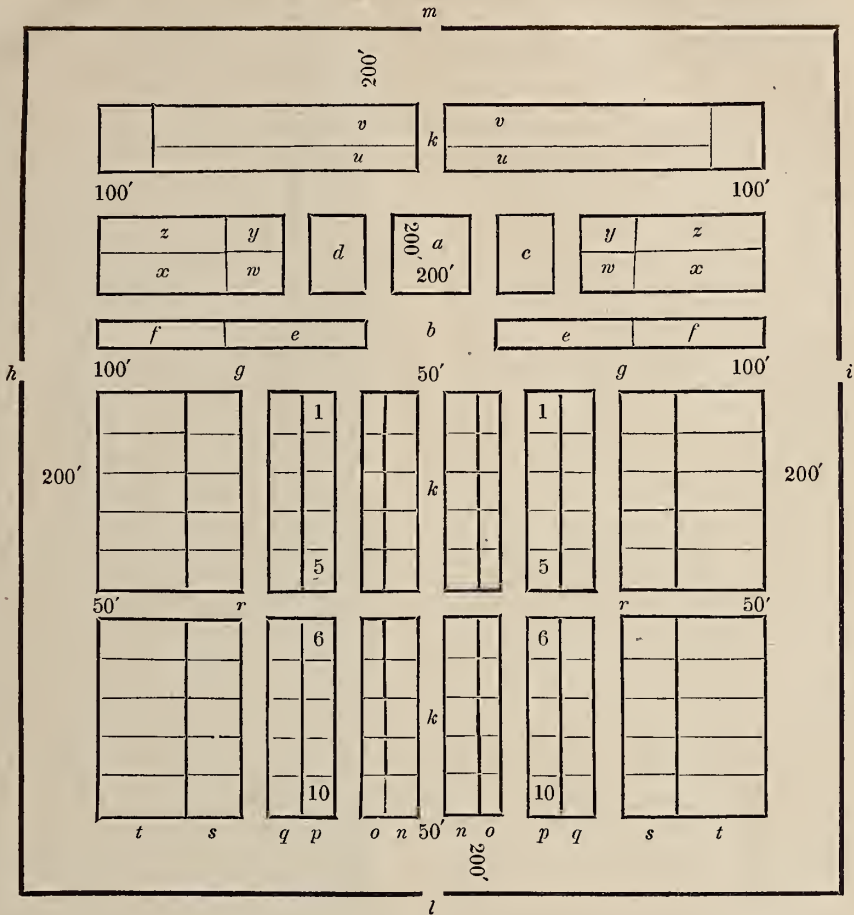 m
200′
v k v
u u
100′ 100′
z y d 200′ a c y z
x w 200′ w x
f e b e f
h 100′ g 50′ g 100′ i
1 1
200′ k 200′
5 5
50′ r r 50′
6 6
k
10 10
t s q p o n 50′ n o p q s t
200′
l